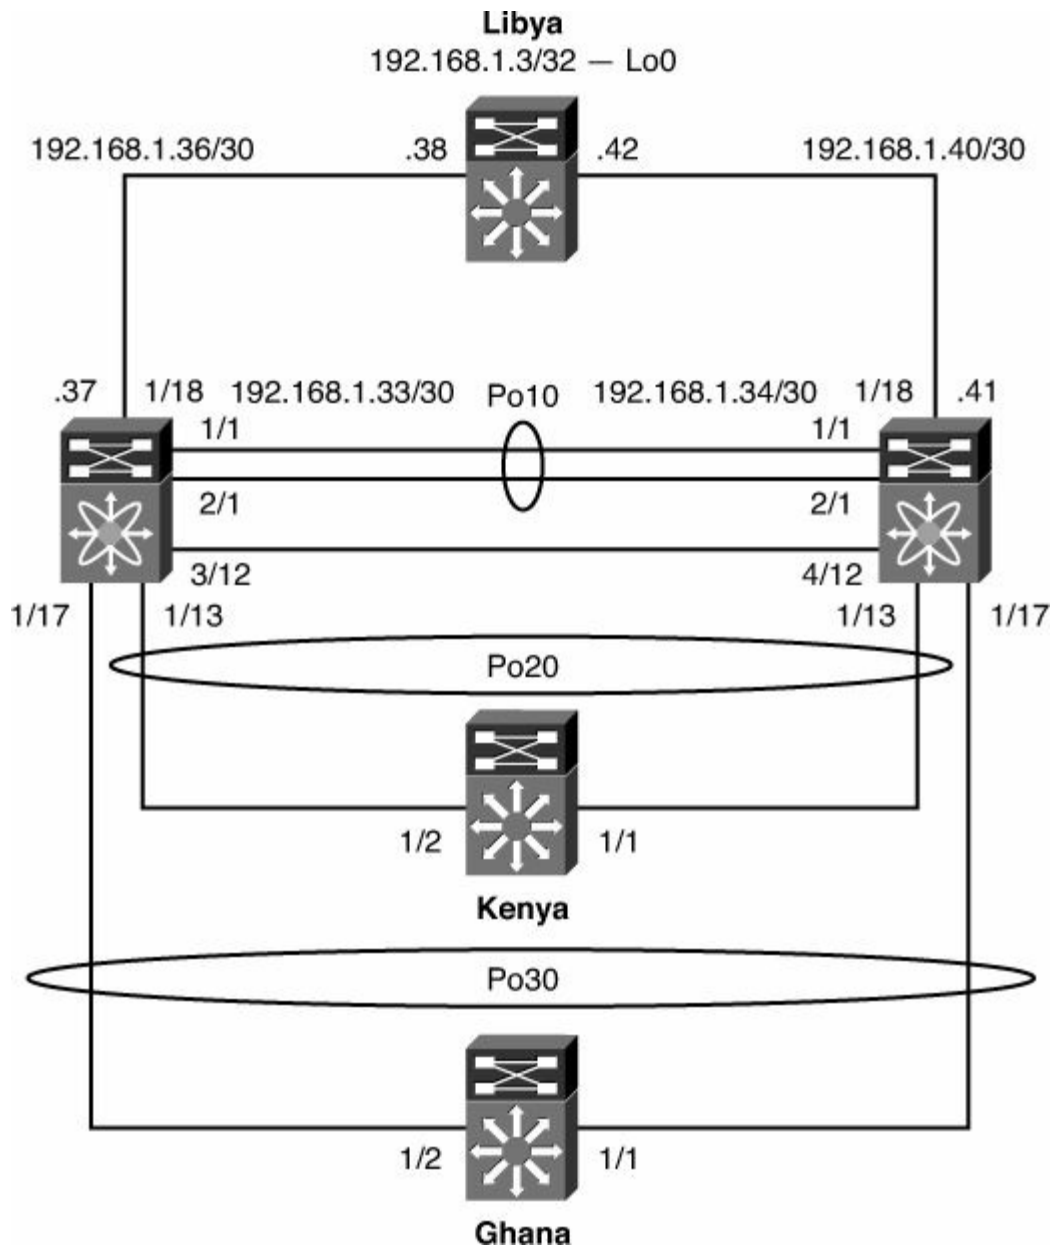 Libya
192.168.1.3/32 — Lo0
192.168.1.36/30 .38 .42 192.168.1.40/30
.37 1/18 192.168.1.33/30 Po10 192.168.1.34/30 1/18 .41
1/1 1/1
2/1 2/1
3/12 4/12
1/17 1/13 1/13 1/17
Po20
1/2 1/1
Kenya
Po30
1/2 1/1
Ghana